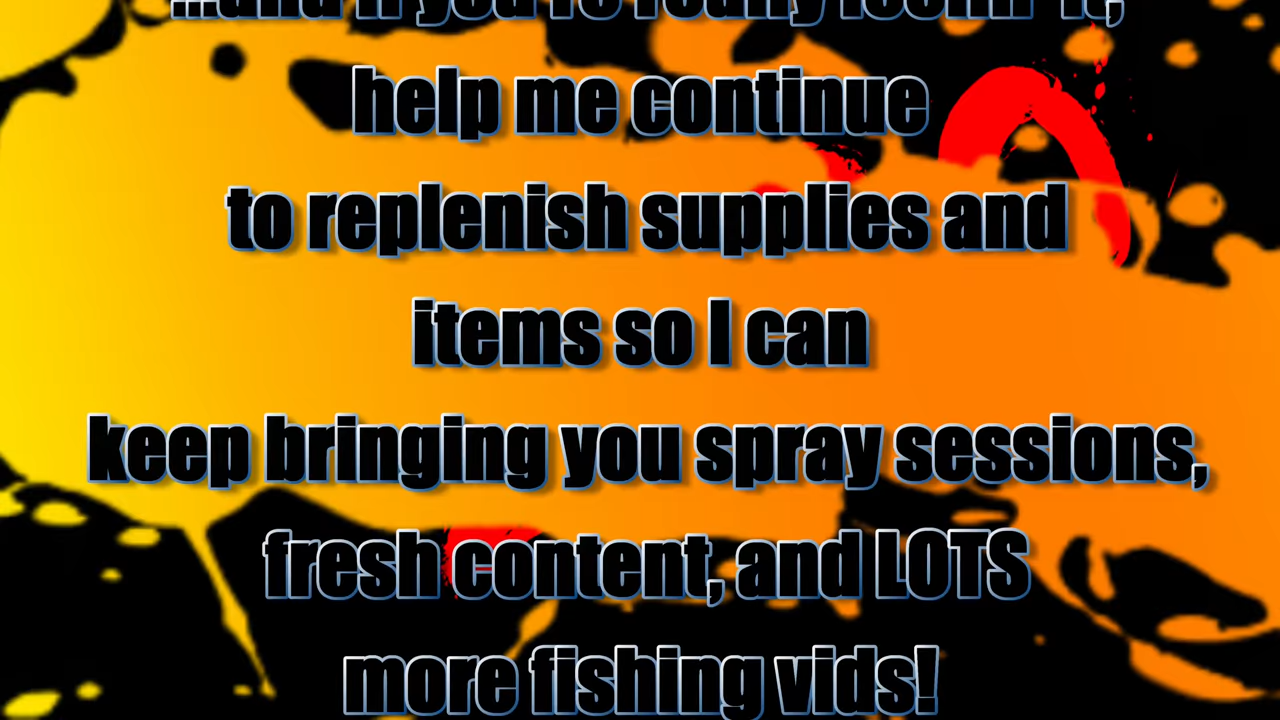 ...and if you're really feelin' it,
help me continue
to replenish supplies and
items so I can
keep bringing you spray sessions,
fresh content, and LOTS
more fishing vids!